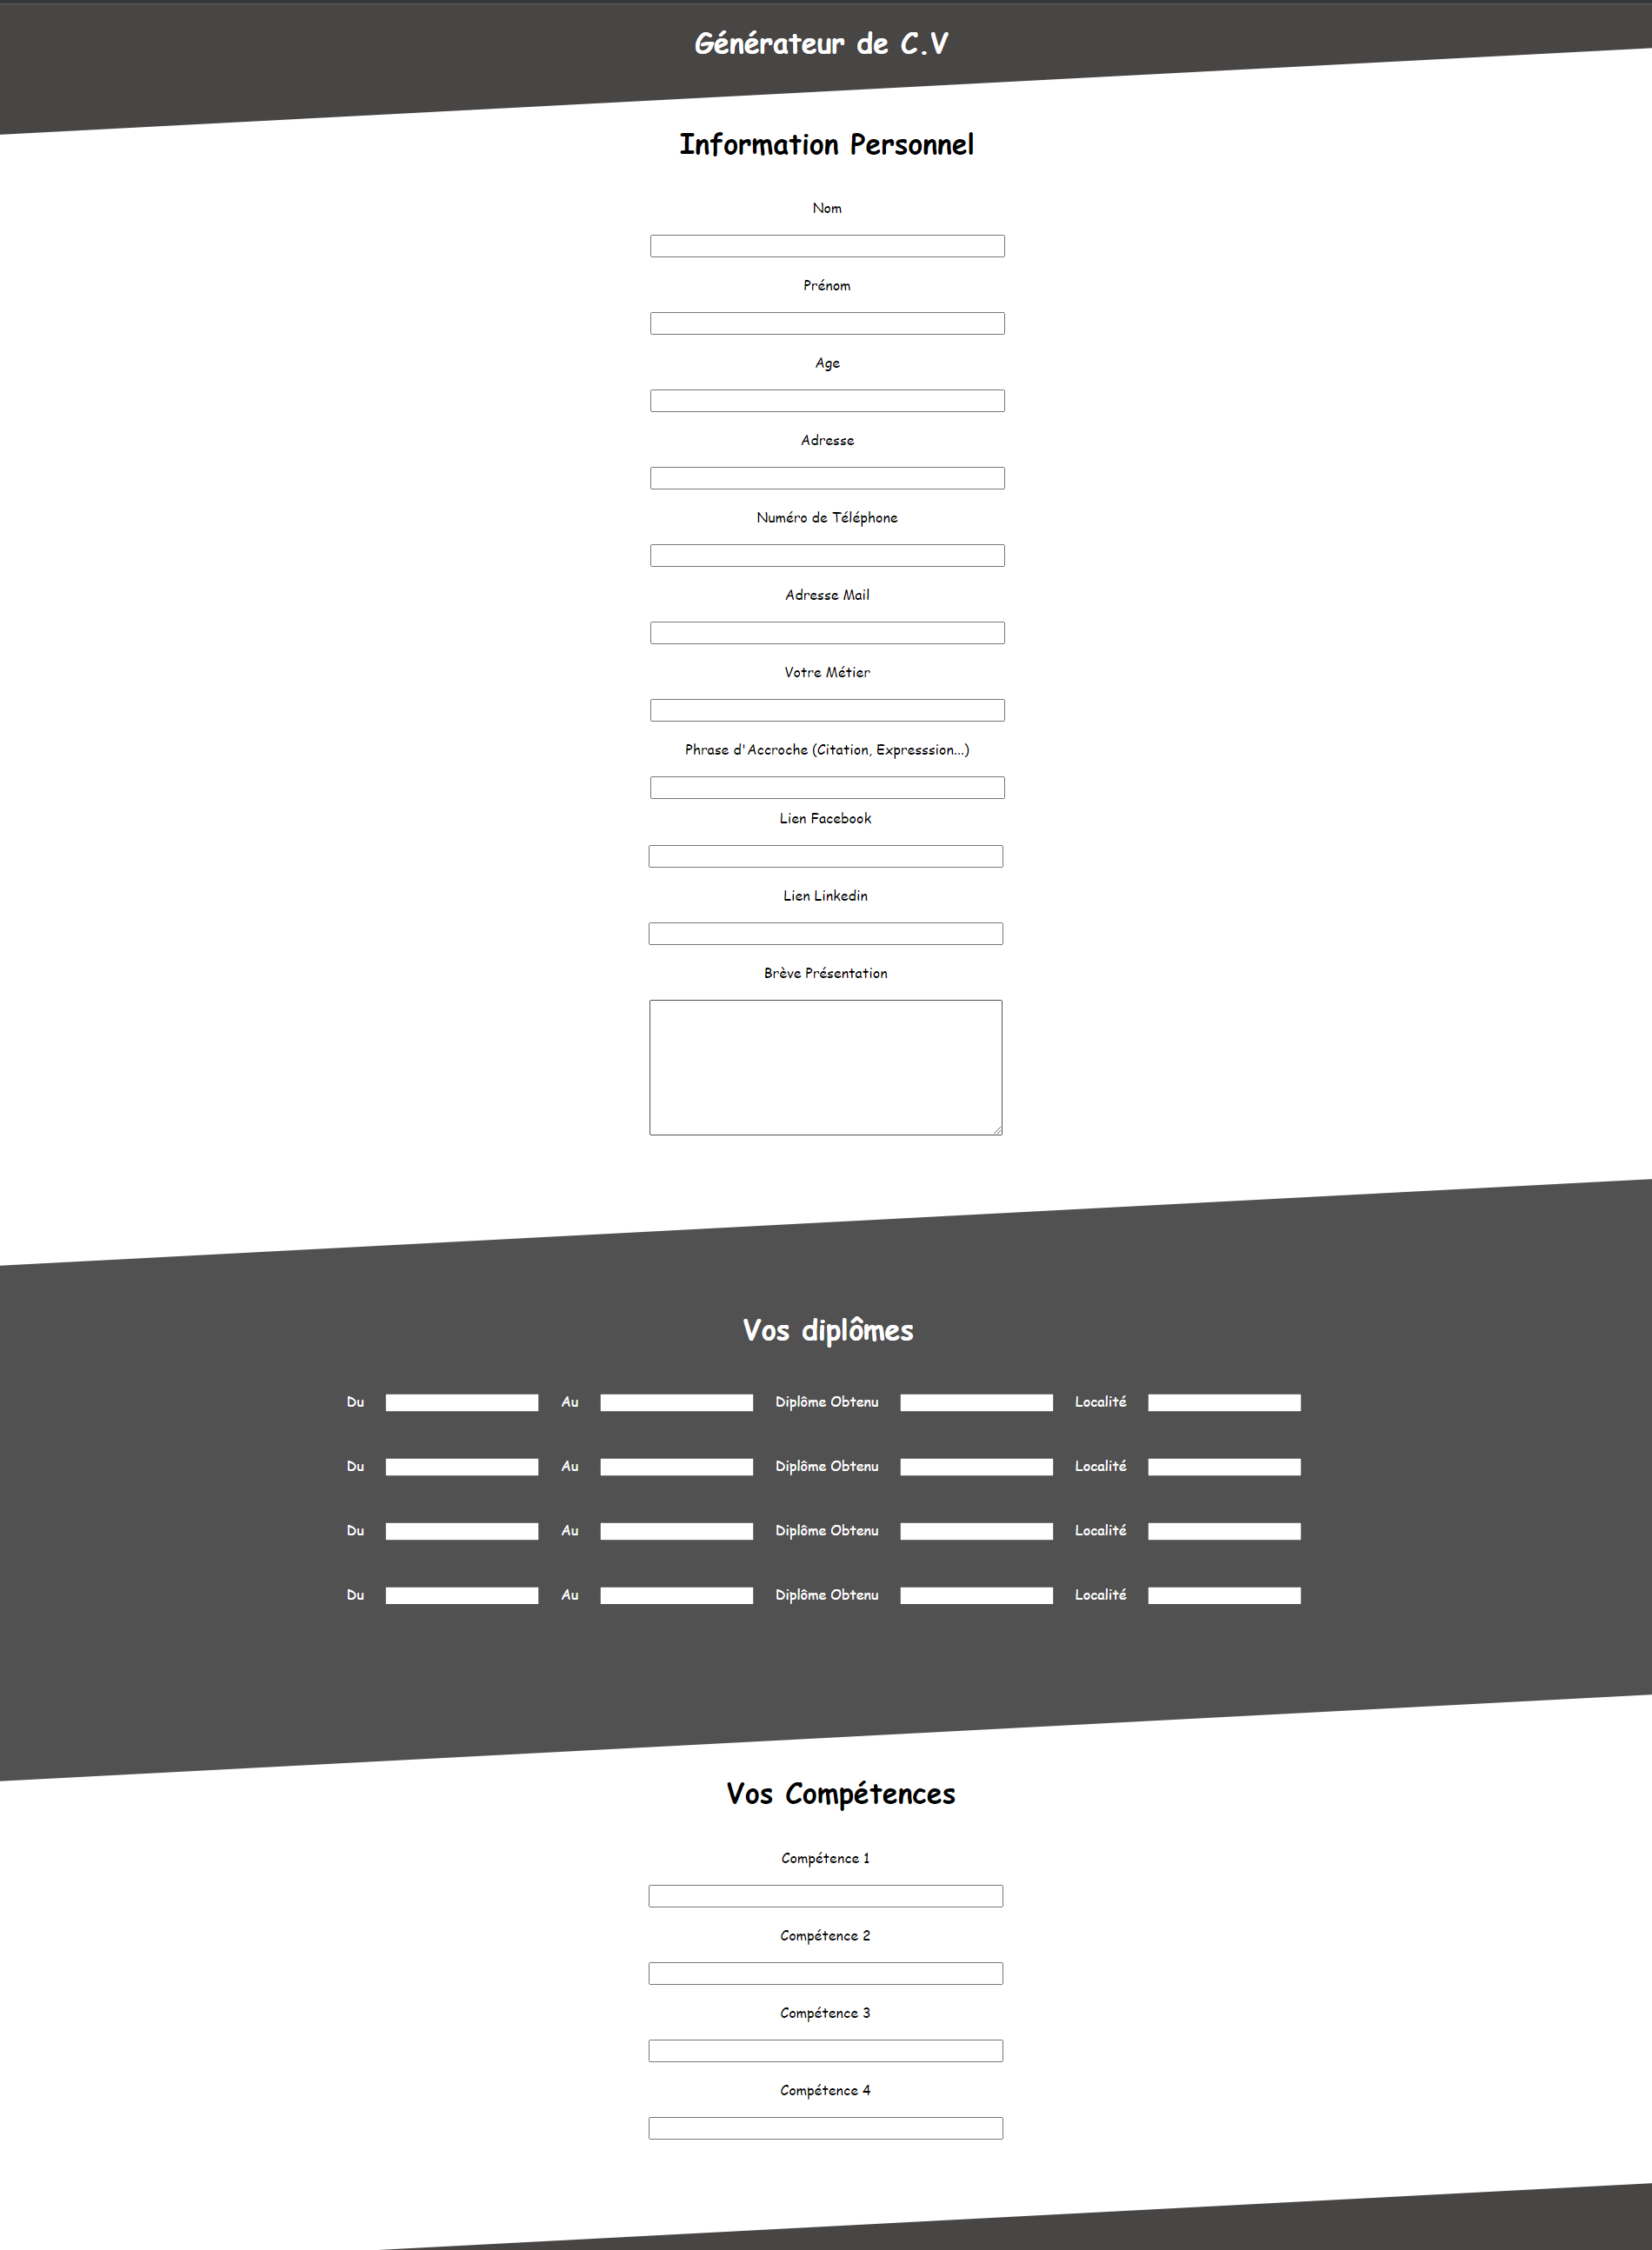 Générateur de C.V
Information Personnel
Nom
Prénom
Age
Adresse
Numéro de Téléphone
Adresse Mail
Votre Métier
Phrase d'Accroche (Citation, Expresssion...)
Lien Facebook
Lien Linkedin
Brève Présentation
Vos diplômes
Du Au Diplôme Obtenu Localité
Du Au Diplôme Obtenu Localité
Du Au Diplôme Obtenu Localité
Du Au Diplôme Obtenu Localité
Vos Compétences
Compétence 1
Compétence 2
Compétence 3
Compétence 4